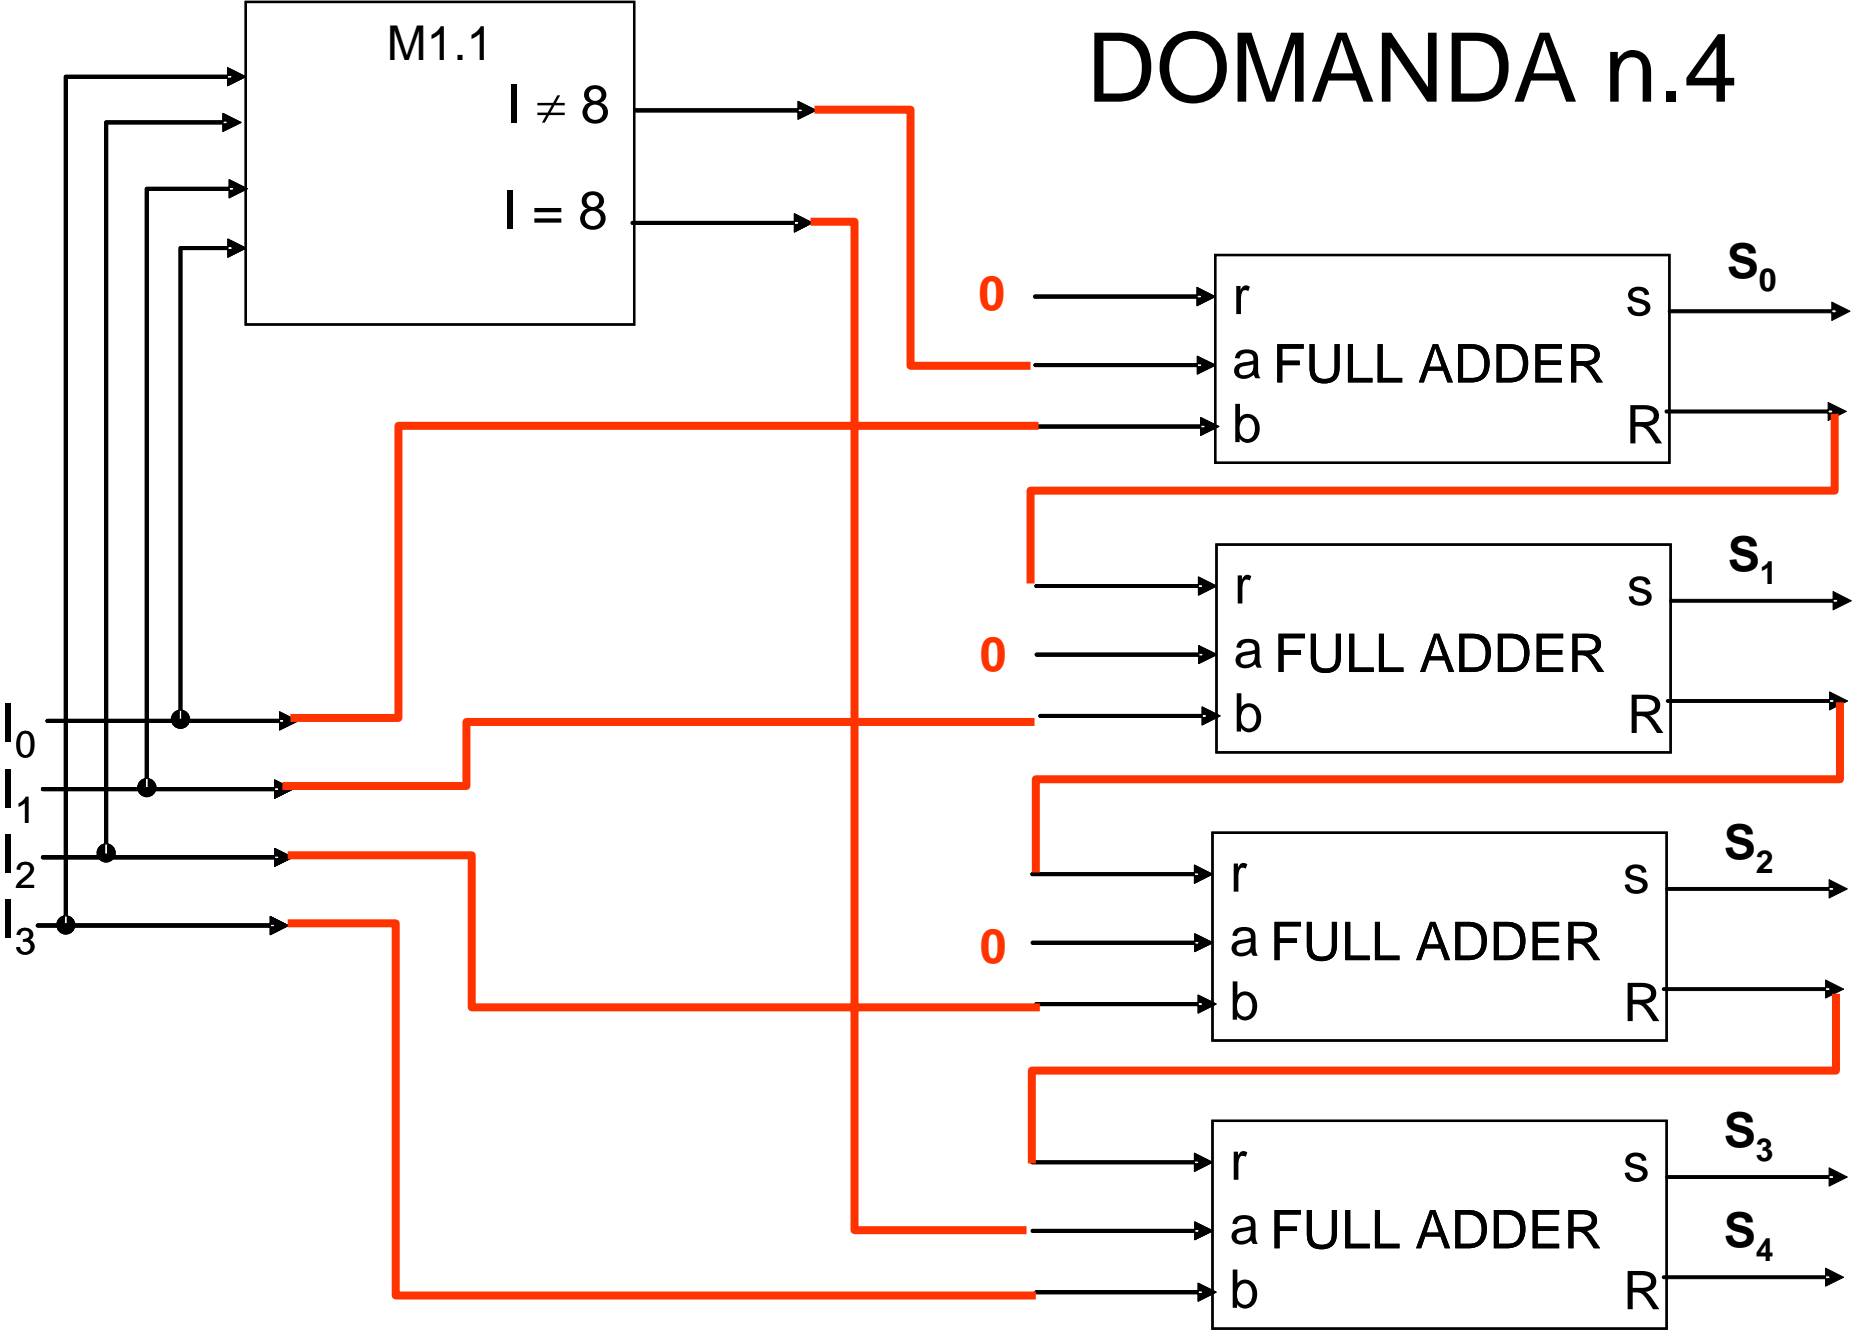 DOMANDA n.4
M1.1
I ≠ 8
I = 8
0
r
a FULL ADDER
b
s
R
S0
0
r
a FULL ADDER
b
s
R
S1
0
r
a FULL ADDER
b
s
R
S2
r
a FULL ADDER
b
s
R
S3
S4
I0
I1
I2
I3